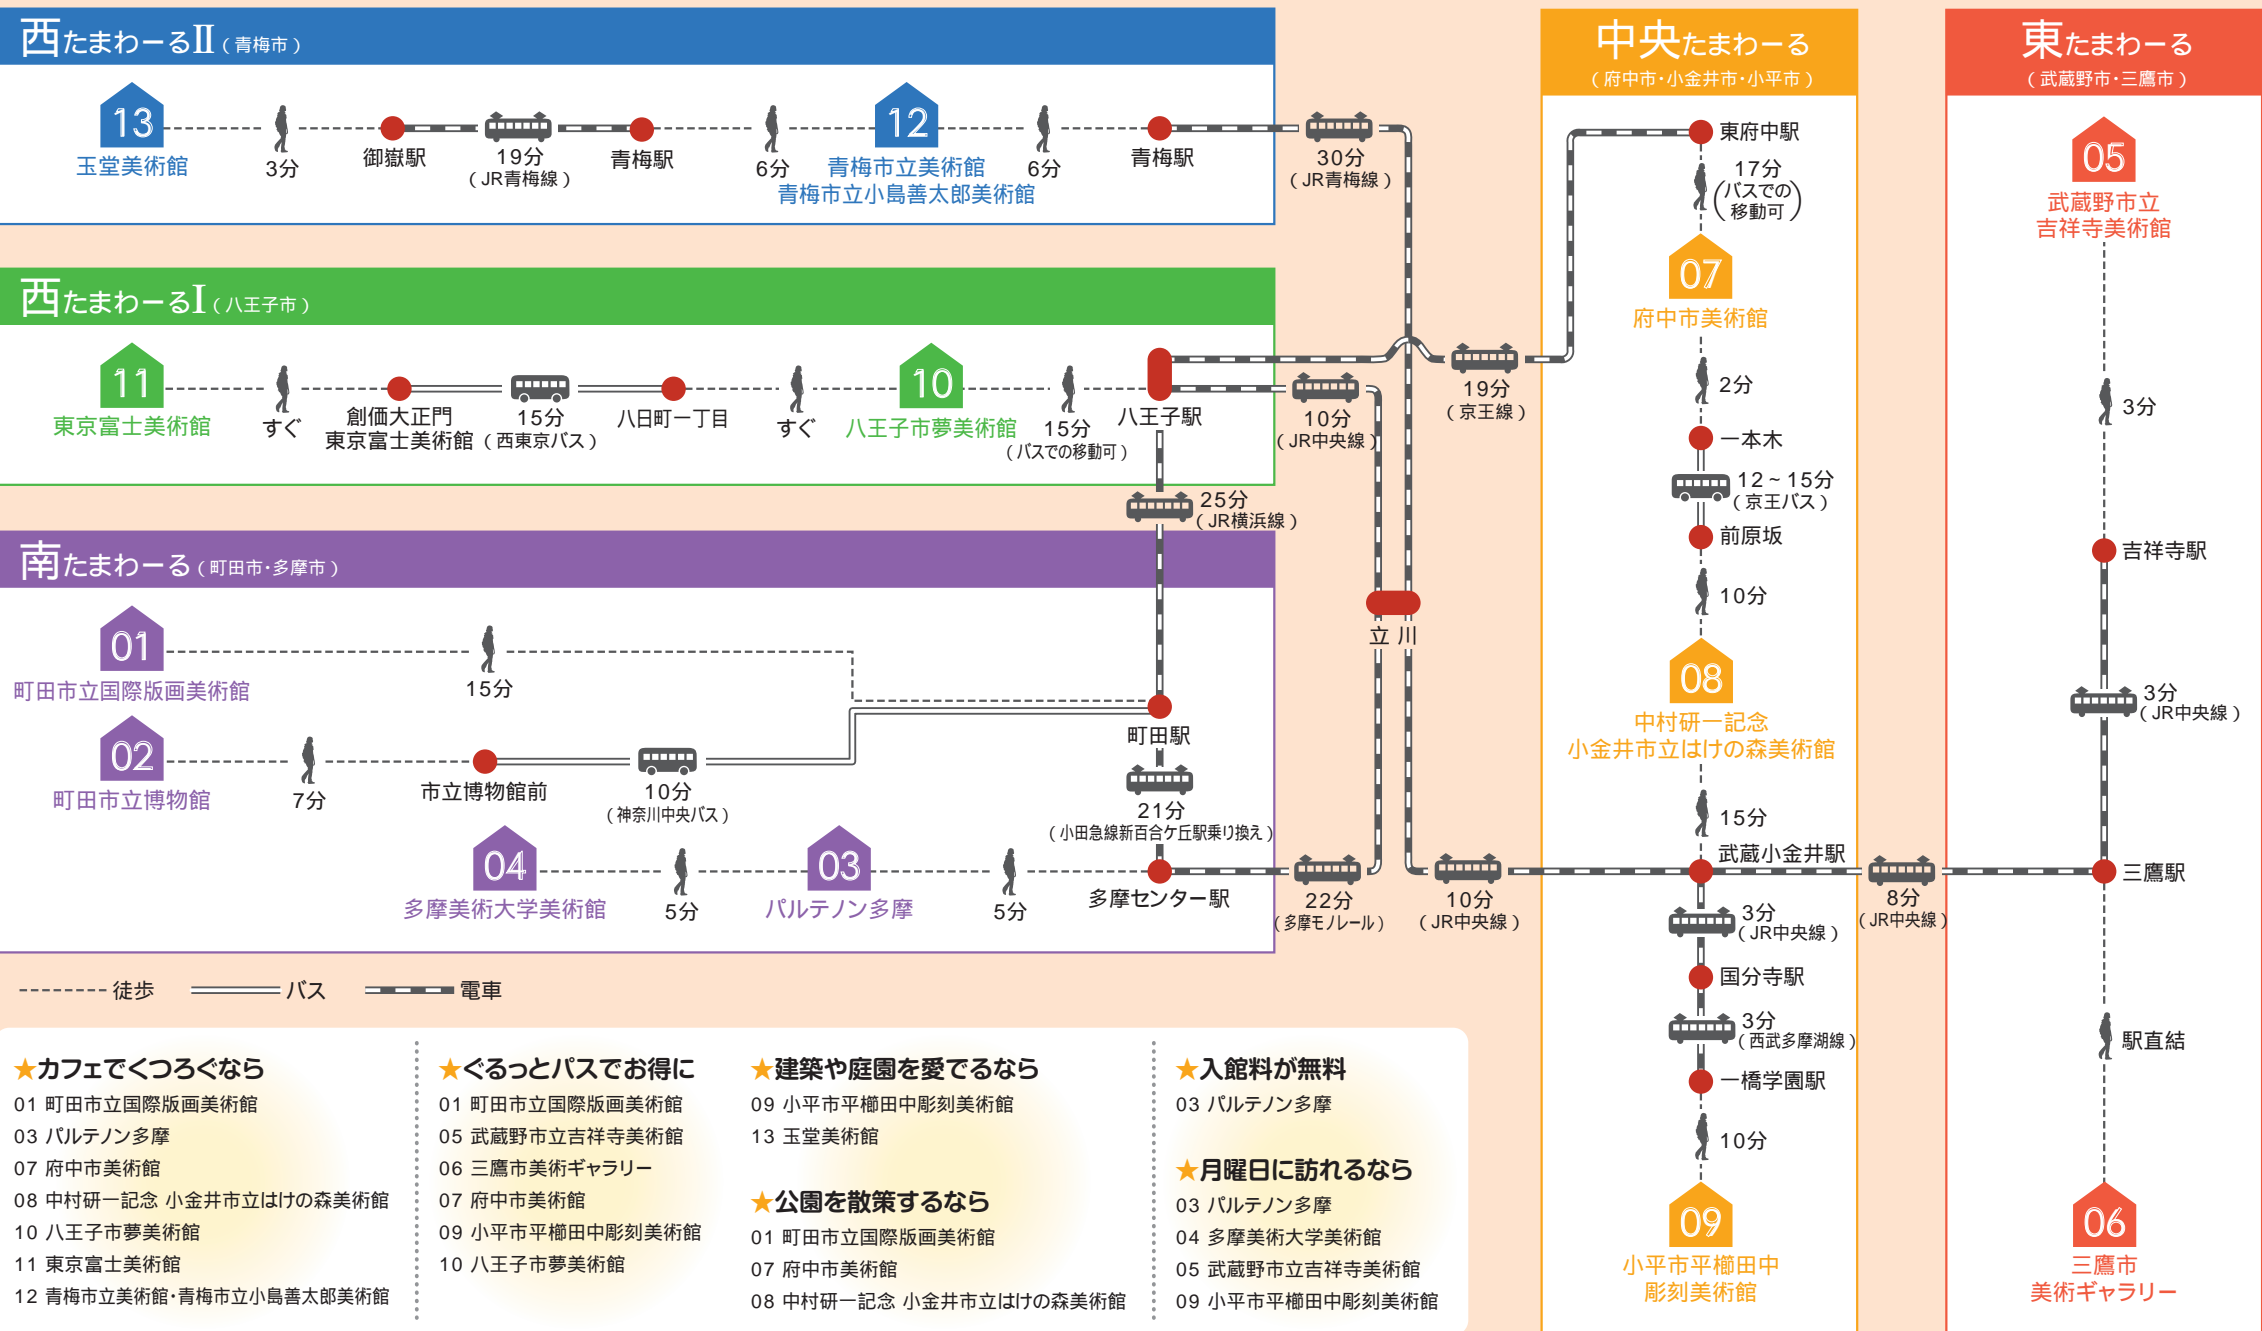 西たまわーるⅡ（青梅市）
13
玉堂美術館
3分
御嶽駅
19分
（JR青梅線）
青梅駅
6分
12
青梅市立美術館
青梅市立小島善太郎美術館
6分
青梅駅
30分
（JR青梅線）
西たまわーるⅠ（八王子市）
11
東京富士美術館
すぐ
創価大正門
東京富士美術館
15分
（西東京バス）
八日町一丁目
すぐ
10
八王子市夢美術館
15分
（バスでの移動可）
八王子駅
10分
（JR中央線）
19分
（京王線）
25分
（JR横浜線）
南たまわーる（町田市・多摩市）
01
町田市立国際版画美術館
15分
02
町田市立博物館
7分
市立博物館前
10分
（神奈川中央バス）
町田駅
21分
（小田急線新百合ケ丘駅乗り換え）
04
多摩美術大学美術館
5分
03
パルテノン多摩
5分
多摩センター駅
22分
（多摩モノレール）
立川
10分
（JR中央線）
中央たまわーる
（府中市・小金井市・小平市）
東府中駅
17分
（バスでの
移動可）
07
府中市美術館
2分
一本木
12～15分
（京王バス）
前原坂
10分
08
中村研一記念
小金井市立はけの森美術館
15分
武蔵小金井駅
8分
（JR中央線）
3分
（JR中央線）
国分寺駅
3分
（西武多摩湖線）
一橋学園駅
10分
09
小平市平櫛田中
彫刻美術館
東たまわーる
（武蔵野市・三鷹市）
05
武蔵野市立
吉祥寺美術館
3分
吉祥寺駅
3分
（JR中央線）
三鷹駅
駅直結
06
三鷹市
美術ギャラリー
徒歩 バス 電車
★カフェでくつろぐなら
01 町田市立国際版画美術館
03 パルテノン多摩
07 府中市美術館
08 中村研一記念 小金井市立はけの森美術館
10 八王子市夢美術館
11 東京富士美術館
12 青梅市立美術館・青梅市立小島善太郎美術館
★ぐるっとパスでお得に
01 町田市立国際版画美術館
05 武蔵野市立吉祥寺美術館
06 三鷹市美術ギャラリー
07 府中市美術館
09 小平市平櫛田中彫刻美術館
10 八王子市夢美術館
★建築や庭園を愛でるなら
09 小平市平櫛田中彫刻美術館
13 玉堂美術館
★公園を散策するなら
01 町田市立国際版画美術館
07 府中市美術館
08 中村研一記念 小金井市立はけの森美術館
★入館料が無料
03 パルテノン多摩
★月曜日に訪れるなら
03 パルテノン多摩
04 多摩美術大学美術館
05 武蔵野市立吉祥寺美術館
09 小平市平櫛田中彫刻美術館